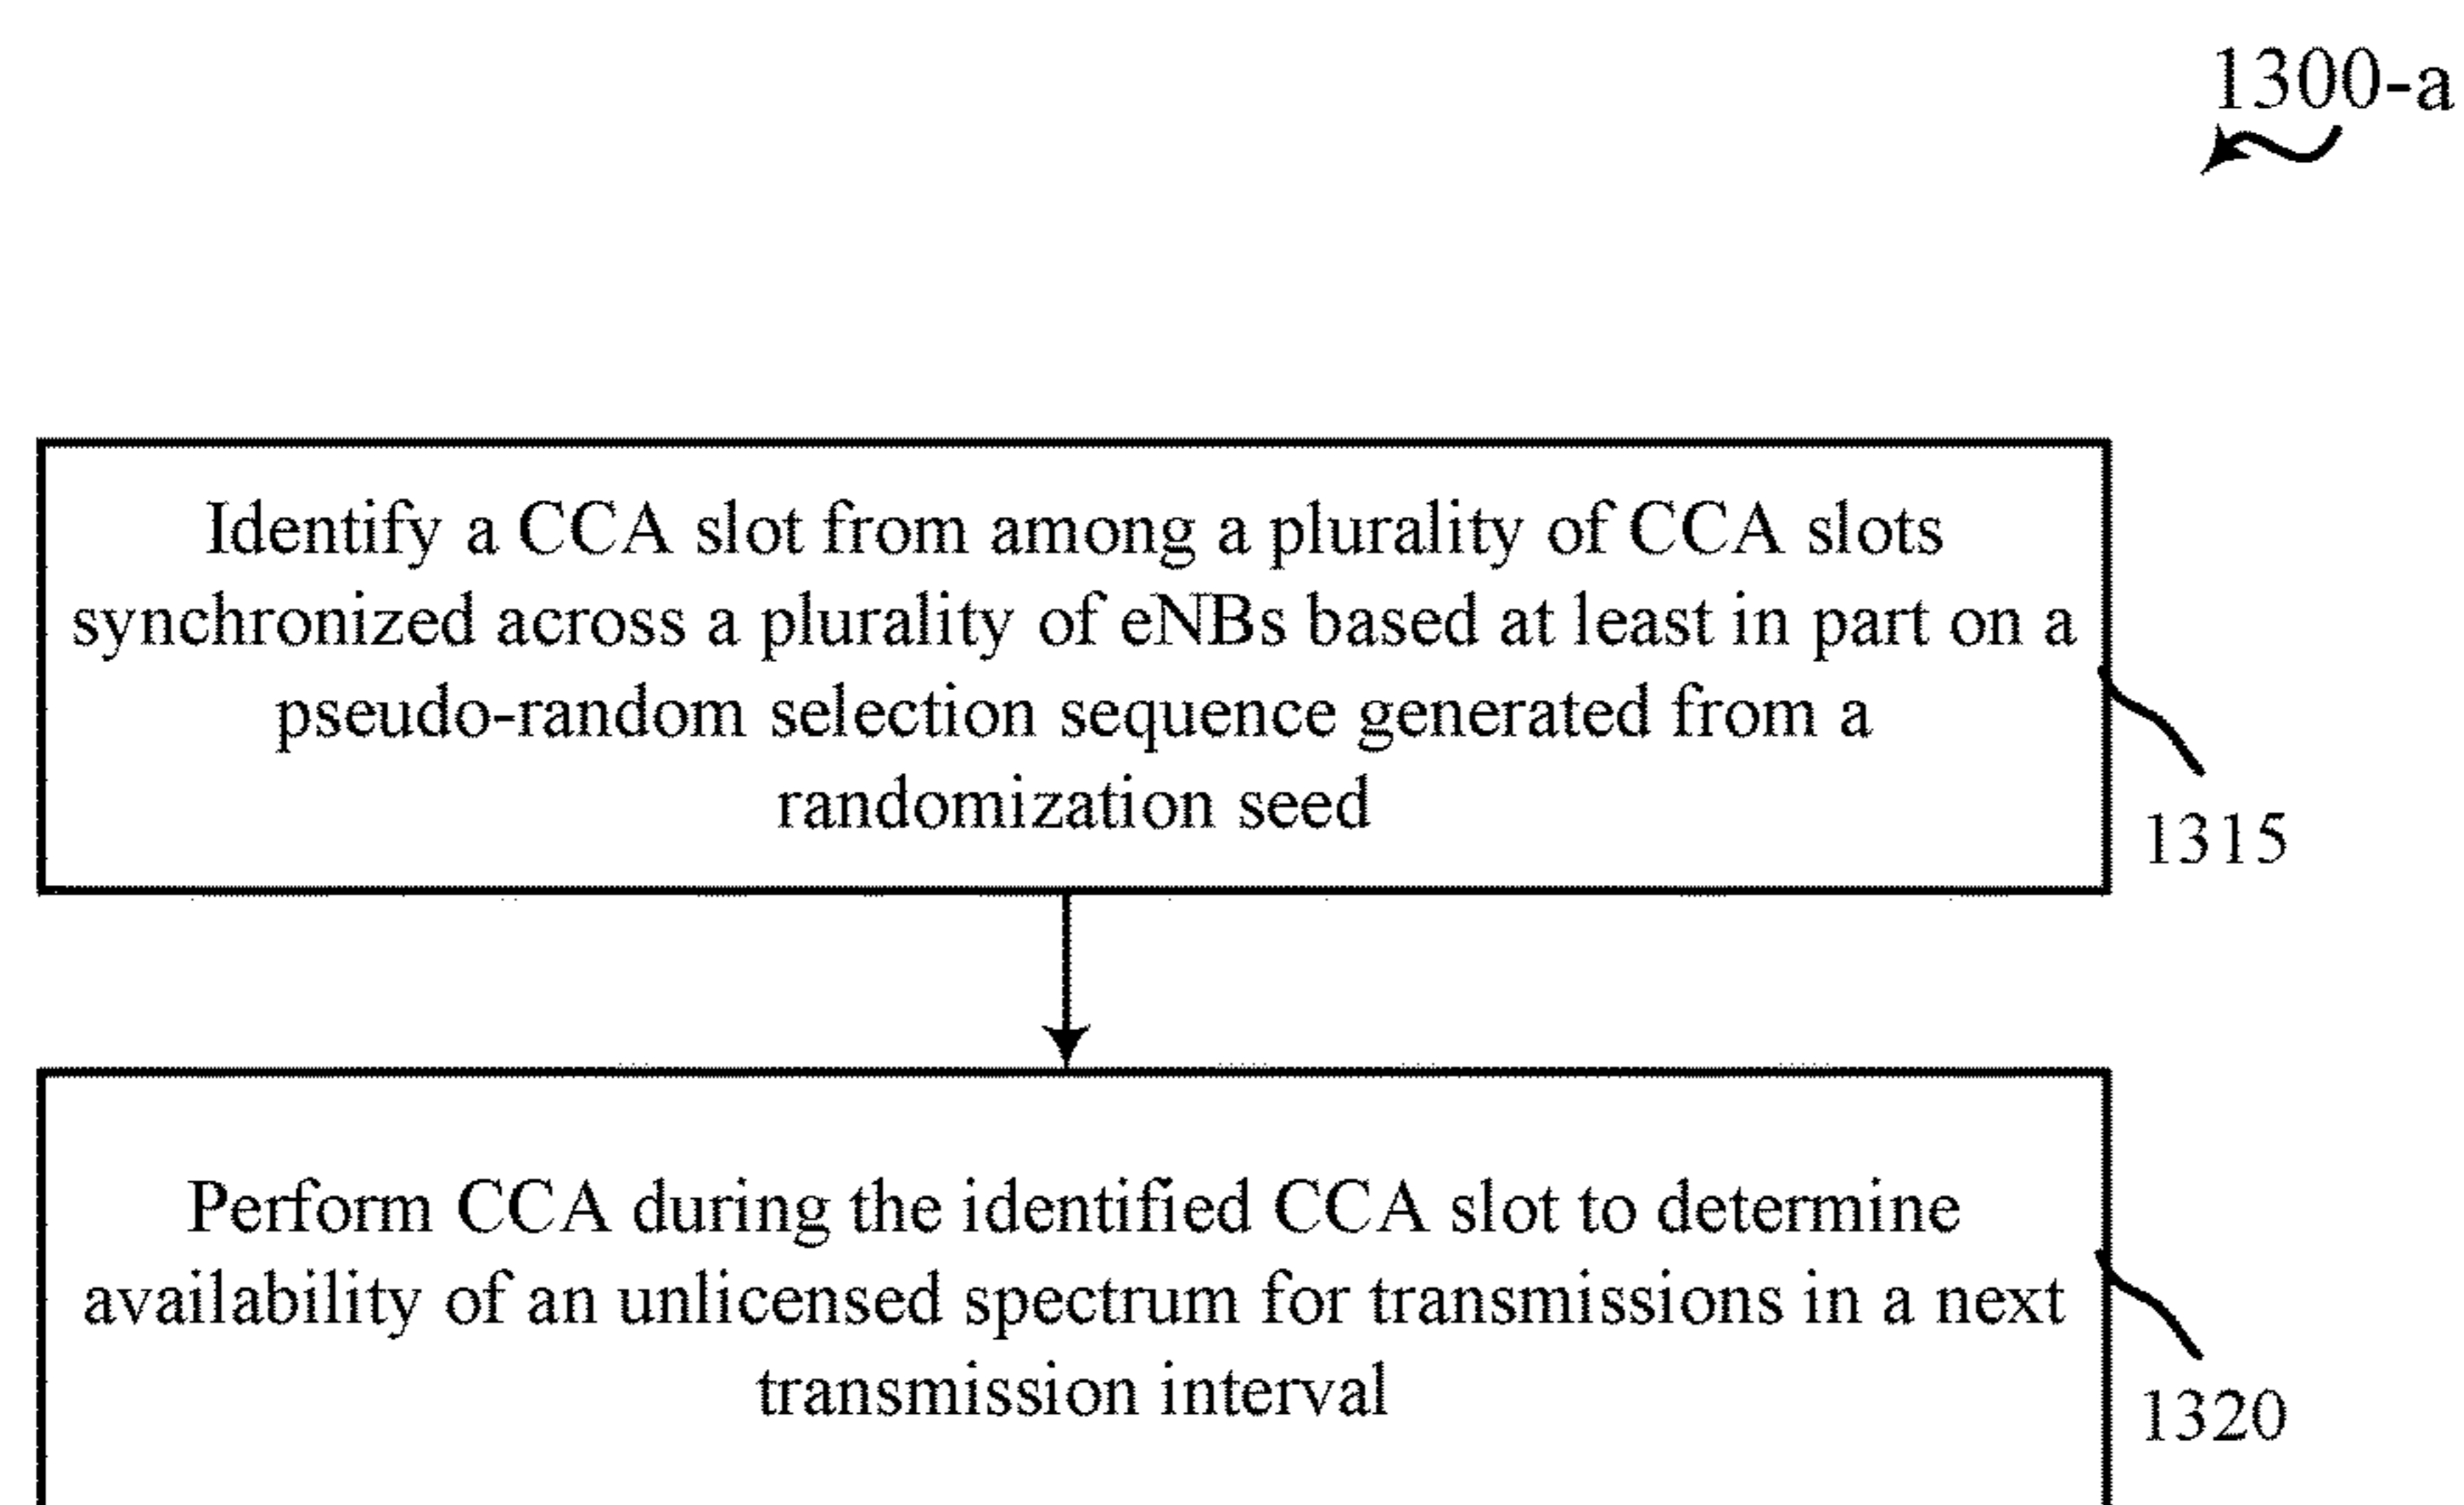 1300-a
Identify a CCA slot from among a plurality of CCA slots
synchronized across a plurality of eNBs based at least in part on a
pseudo-random selection sequence generated from a
randomization seed
1315
Perform CCA during the identified CCA slot to determine
availability of an unlicensed spectrum for transmissions in a next
transmission interval
1320